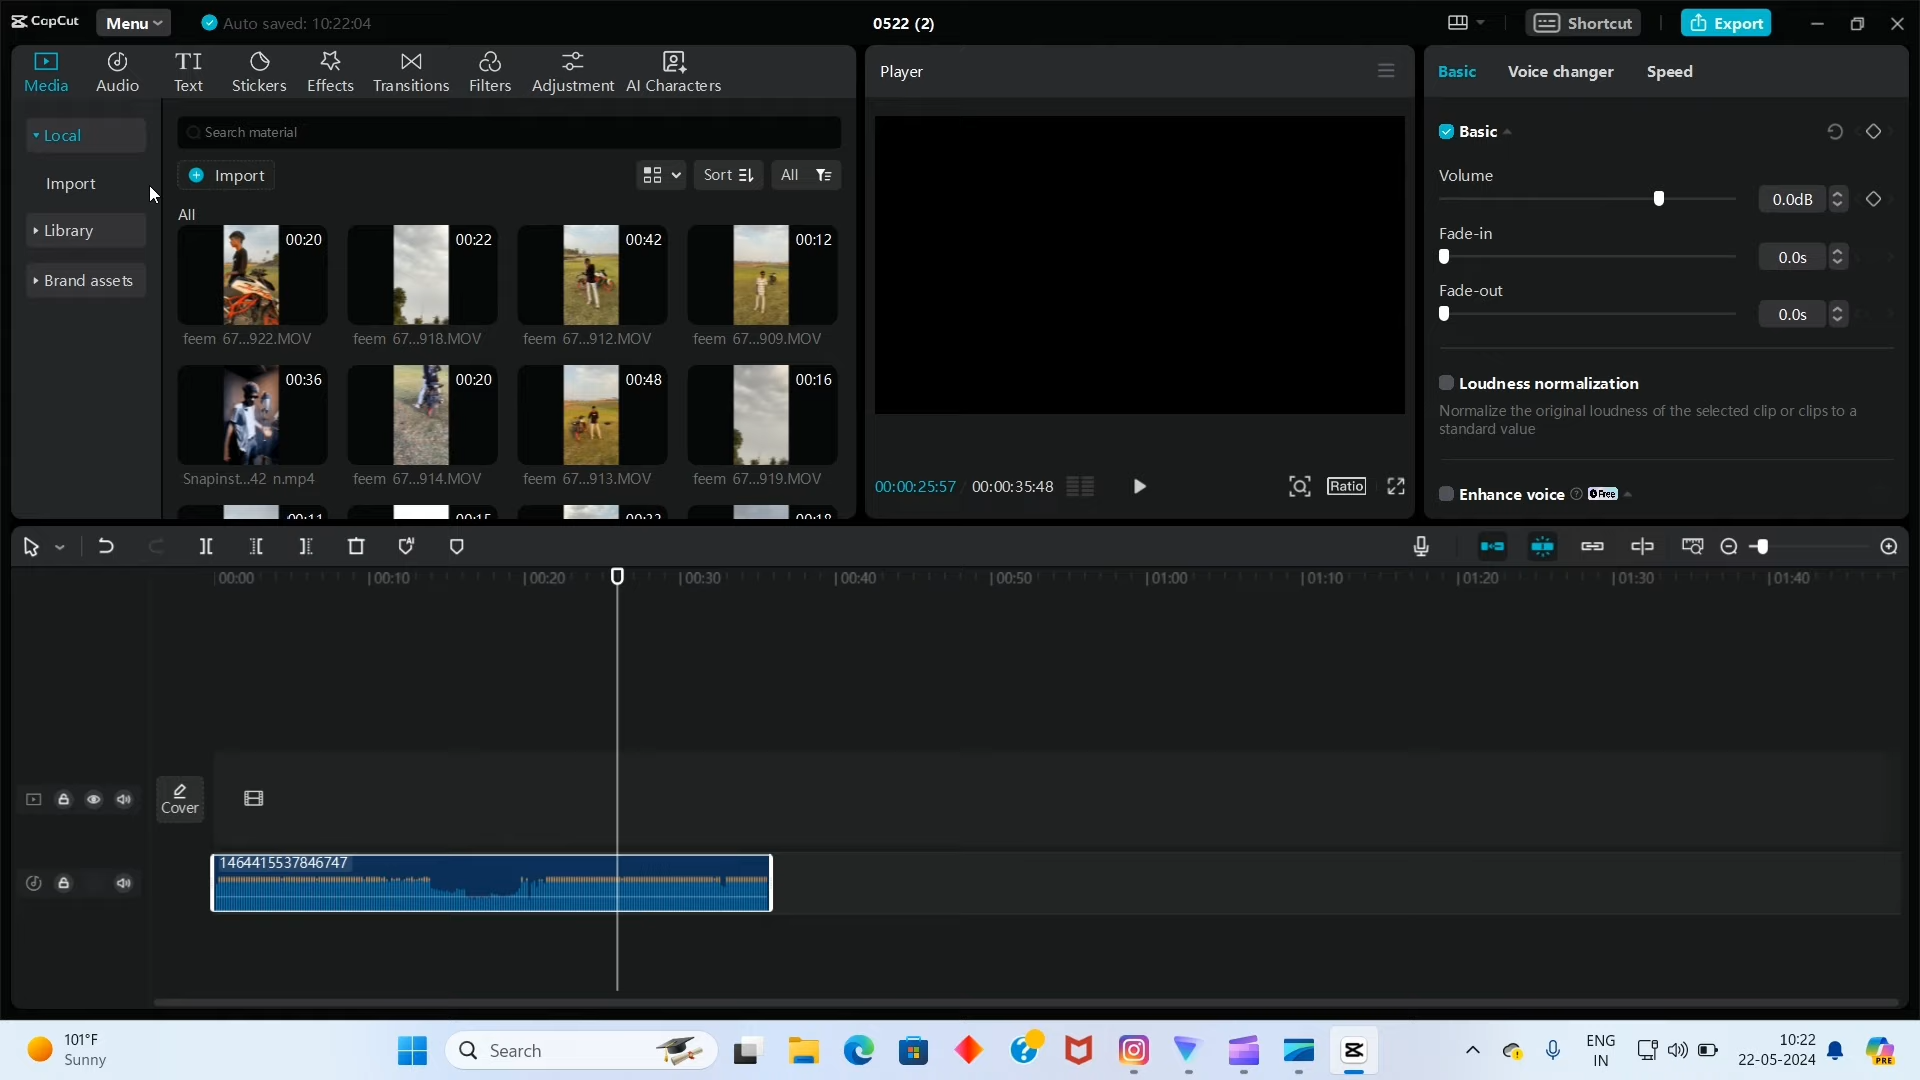 CapCut
Menu
Auto saved: 10:22:04
0522 (2)
Shortcut
Export
Media
Audio
Text
Stickers
Effects
Transitions
Filters
Adjustment
AI Characters
Local
Import
Library
Brand assets
Search material
Import
Sort
All
All
00:20
00:22
00:42
00:12
feem 67...922.MOV
feem 67...918.MOV
feem 67...912.MOV
feem 67...909.MOV
00:36
00:20
00:48
00:16
Snapinst...42 n.mp4
feem 67...914.MOV
feem 67...913.MOV
feem 67...919.MOV
Player
00:00:25:57
00:00:35:48
Ratio
Basic
Voice changer
Speed
Basic
Volume
0.0dB
Fade-in
0.0s
Fade-out
0.0s
Loudness normalization
Normalize the original loudness of the selected clip or clips to a
standard value
Enhance voice
Free
00:00
00:10
00:20
00:30
00:40
00:50
01:00
01:10
01:20
01:30
01:40
Cover
1464415537846747
101°F
Sunny
Search
ENG
IN
10:22
22-05-2024
PRE